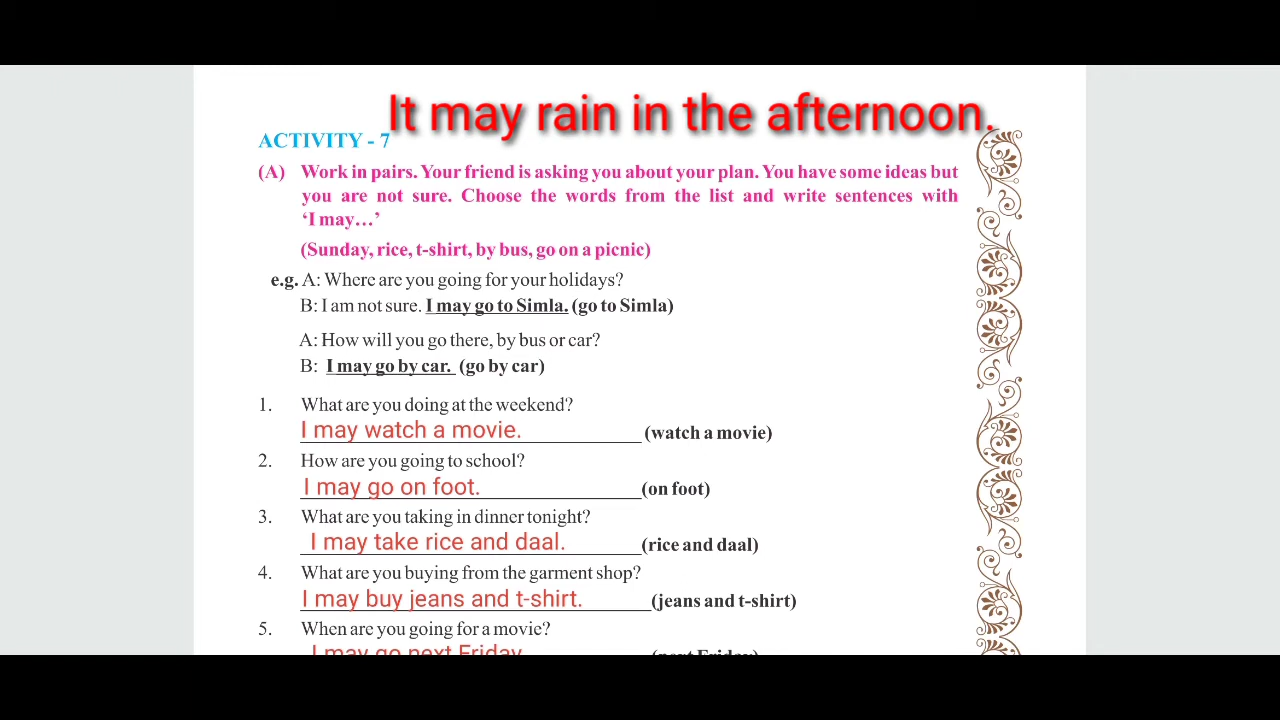 It may rain in the afternoon.
ACTIVITY - 7
(A) Work in pairs. Your friend is asking you about your plan. You have some ideas but
you are not sure. Choose the words from the list and write sentences with
‘I may…’
(Sunday, rice, t-shirt, by bus, go on a picnic)
e.g. A: Where are you going for your holidays?
B: I am not sure. I may go to Simla. (go to Simla)
A: How will you go there, by bus or car?
B: I may go by car. (go by car)
1. What are you doing at the weekend?
I may watch a movie. (watch a movie)
2. How are you going to school?
I may go on foot. (on foot)
3. What are you taking in dinner tonight?
I may take rice and daal. (rice and daal)
4. What are you buying from the garment shop?
I may buy jeans and t-shirt. (jeans and t-shirt)
5. When are you going for a movie?
I may go next Friday (next Friday)